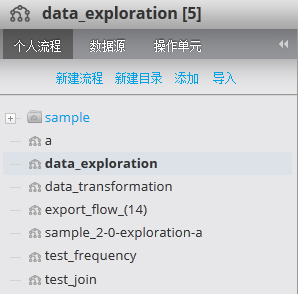 data_exploration [5]
个人流程 数据源 操作单元
新建流程 新建目录 添加 导入
sample
a
data_exploration
data_transformation
export_flow_(14)
sample_2-0-exploration-a
test_frequency
test_join